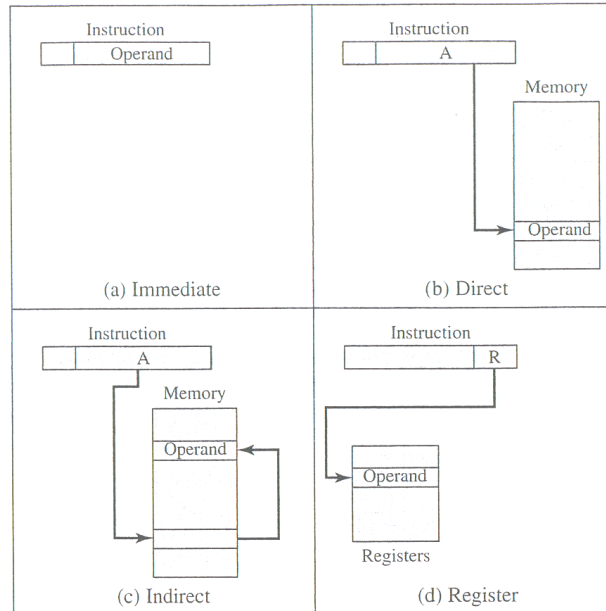 Instruction
Operand
(a) Immediate
Instruction
A
Memory
Operand
(b) Direct
Instruction
A
Memory
Operand
(c) Indirect
Instruction
R
Operand
Registers
(d) Register